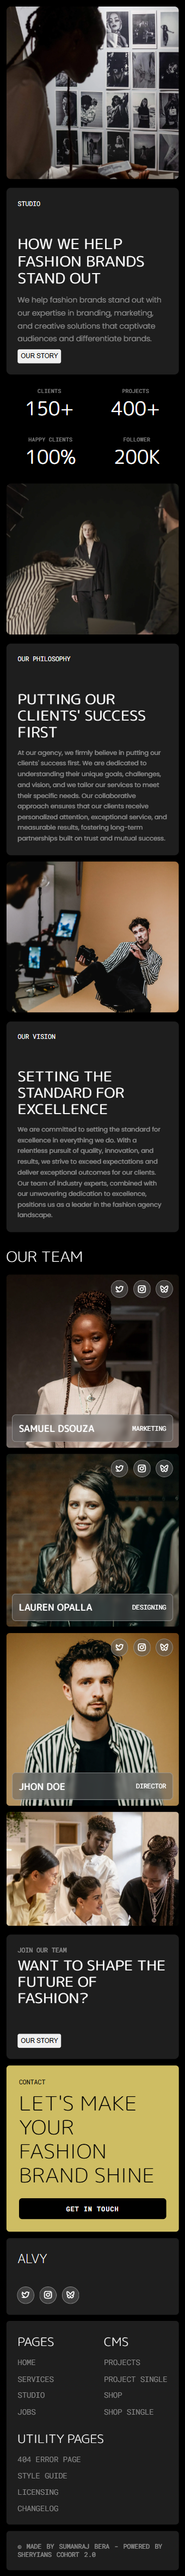 STUDIO
HOW WE HELP
FASHION BRANDS
STAND OUT
We help fashion brands stand out with
our expertise in branding, marketing,
and creative solutions that captivate
audiences and differentiate brands.
OUR STORY
CLIENTS
PROJECTS
150+
400+
HAPPY CLIENTS
FOLLOWER
100%
200K
OUR PHILOSOPHY
PUTTING OUR
CLIENTS' SUCCESS
FIRST
At our agency, we firmly believe in putting our
clients' success first. We are dedicated to
understanding their unique goals, challenges,
and vision, and we tailor our services to meet
their specific needs. Our collaborative
approach ensures that our clients receive
personalized attention, exceptional service, and
measurable results, fostering long-term
partnerships built on trust and mutual success.
OUR VISION
SETTING THE
STANDARD FOR
EXCELLENCE
We are committed to setting the standard for
excellence in everything we do. With a
relentless pursuit of quality, innovation, and
results, we strive to exceed expectations and
deliver exceptional outcomes for our clients.
Our team of industry experts, combined with
our unwavering dedication to excellence,
positions us as a leader in the fashion agency
landscape.
OUR TEAM
SAMUEL DSOUZA
MARKETING
LAUREN OPALLA
DESIGNING
JHON DOE
DIRECTOR
JOIN OUR TEAM
WANT TO SHAPE THE
FUTURE OF
FASHION?
OUR STORY
CONTACT
LET'S MAKE
YOUR
FASHION
BRAND SHINE
GET IN TOUCH
ALVY
PAGES
HOME
SERVICES
STUDIO
JOBS
CMS
PROJECTS
PROJECT SINGLE
SHOP
SHOP SINGLE
UTILITY PAGES
404 ERROR PAGE
STYLE GUIDE
LICENSING
CHANGELOG
© MADE BY SUMANRAJ BERA - POWERED BY
SHERYIANS COHORT 2.0